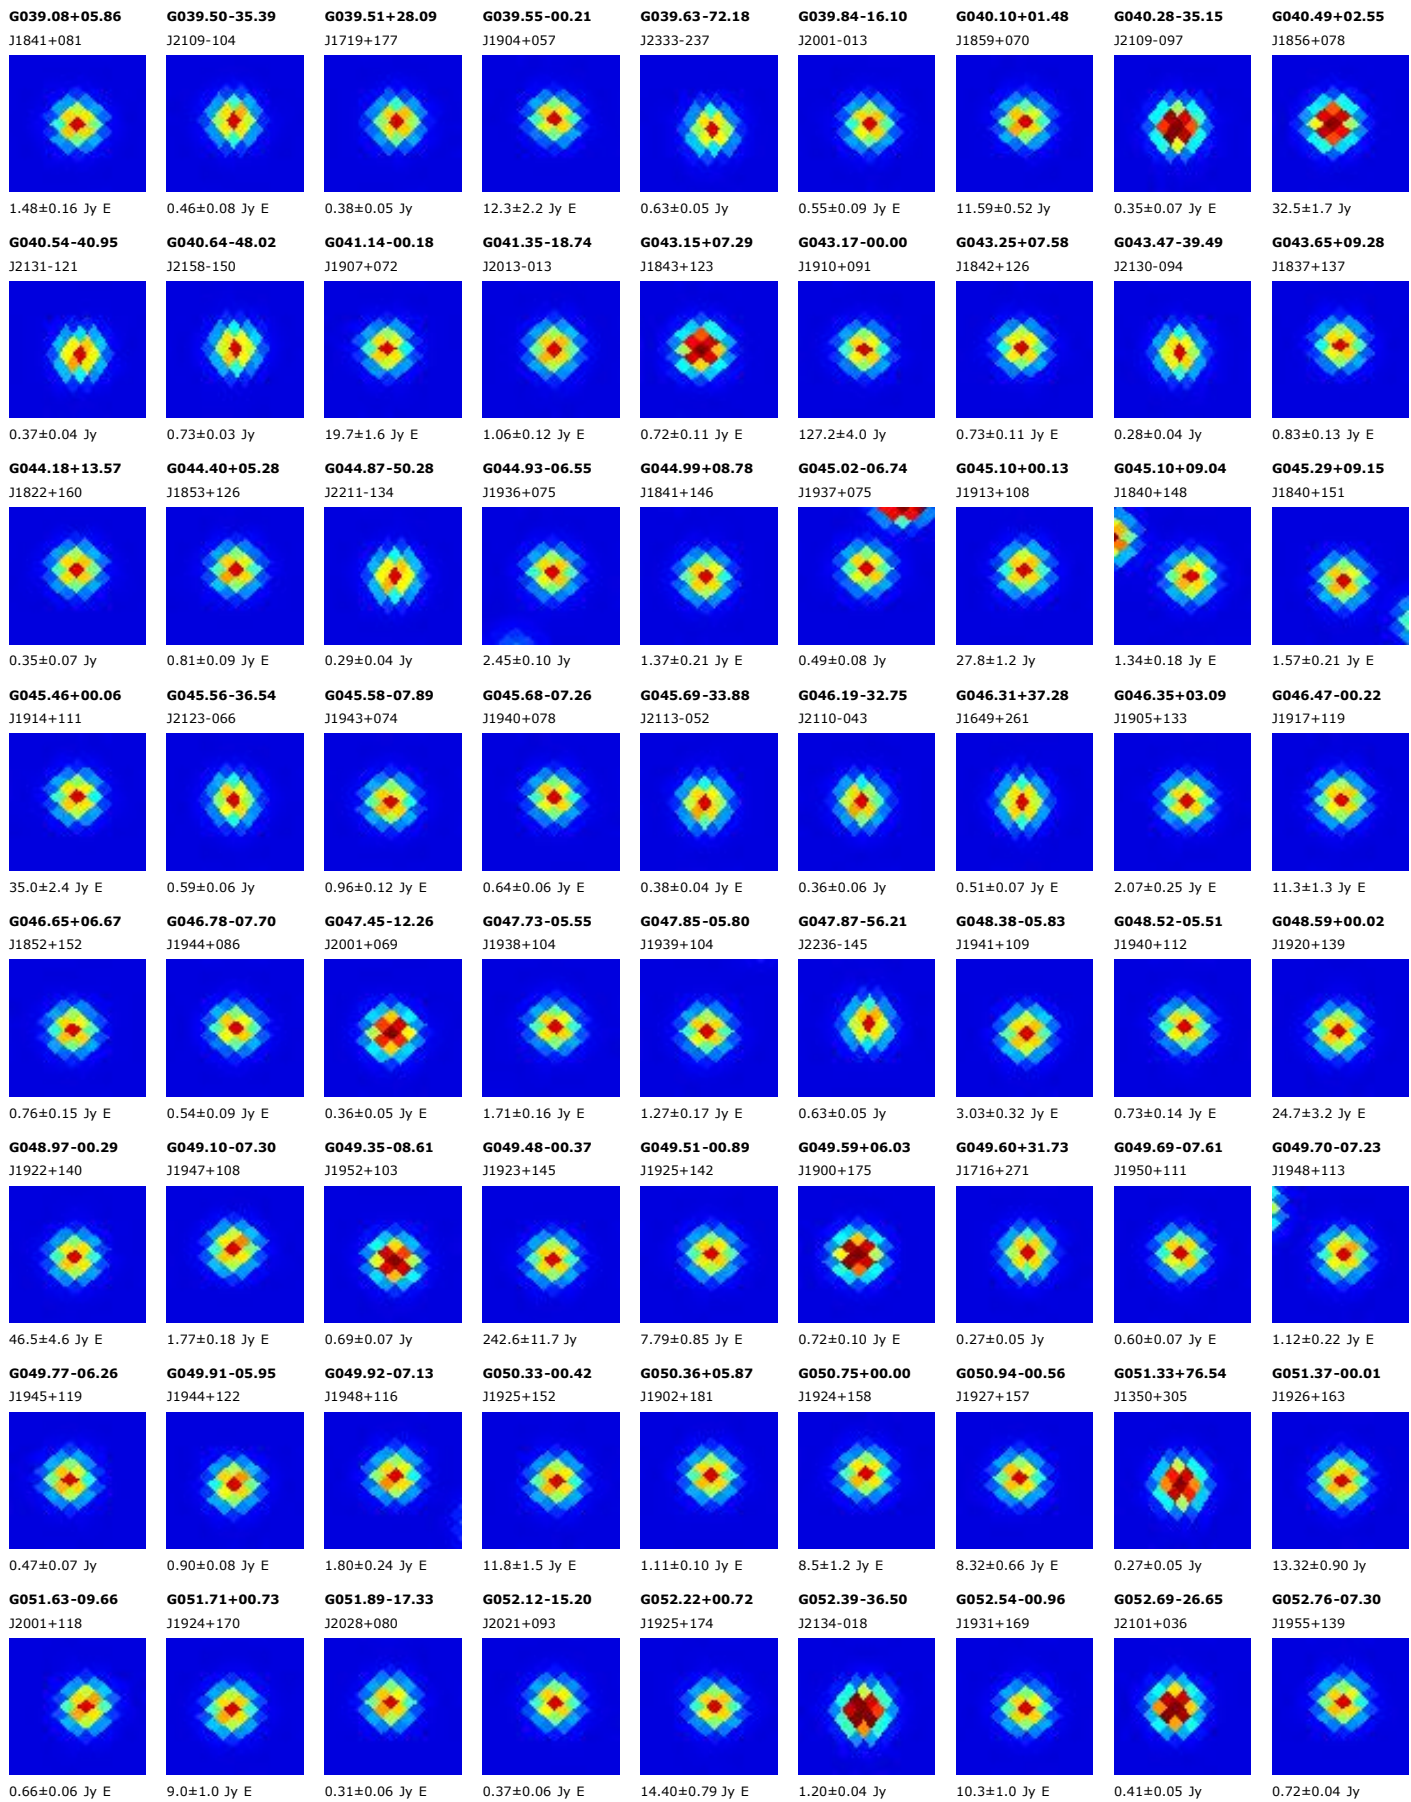 G039.08+05.86 G039.50-35.39 G039.51+28.09 G039.55-00.21 G039.63-72.18 G039.84-16.10 G040.10+01.48 G040.28-35.15 G040.49+02.55
J1841+081 J2109-104 J1719+177 J1904+057 J2333-237 J2001-013 J1859+070 J2109-097 J1856+078
1.48±0.16 Jy E 0.46±0.08 Jy E 0.38±0.05 Jy 12.3±2.2 Jy E 0.63±0.05 Jy 0.55±0.09 Jy E 11.59±0.52 Jy 0.35±0.07 Jy E 32.5±1.7 Jy
G040.54-40.95 G040.64-48.02 G041.14-00.18 G041.35-18.74 G043.15+07.29 G043.17-00.00 G043.25+07.58 G043.47-39.49 G043.65+09.28
J2131-121 J2158-150 J1907+072 J2013-013 J1843+123 J1910+091 J1842+126 J2130-094 J1837+137
0.37±0.04 Jy 0.73±0.03 Jy 19.7±1.6 Jy E 1.06±0.12 Jy E 0.72±0.11 Jy E 127.2±4.0 Jy 0.73±0.11 Jy E 0.28±0.04 Jy 0.83±0.13 Jy E
G044.18+13.57 G044.40+05.28 G044.87-50.28 G044.93-06.55 G044.99+08.78 G045.02-06.74 G045.10+00.13 G045.10+09.04 G045.29+09.15
J1822+160 J1853+126 J2211-134 J1936+075 J1841+146 J1937+075 J1913+108 J1840+148 J1840+151
0.35±0.07 Jy 0.81±0.09 Jy E 0.29±0.04 Jy 2.45±0.10 Jy 1.37±0.21 Jy E 0.49±0.08 Jy 27.8±1.2 Jy 1.34±0.18 Jy E 1.57±0.21 Jy E
G045.46+00.06 G045.56-36.54 G045.58-07.89 G045.68-07.26 G045.69-33.88 G046.19-32.75 G046.31+37.28 G046.35+03.09 G046.47-00.22
J1914+111 J2123-066 J1943+074 J1940+078 J2113-052 J2110-043 J1649+261 J1905+133 J1917+119
35.0±2.4 Jy E 0.59±0.06 Jy 0.96±0.12 Jy E 0.64±0.06 Jy E 0.38±0.04 Jy E 0.36±0.06 Jy 0.51±0.07 Jy E 2.07±0.25 Jy E 11.3±1.3 Jy E
G046.65+06.67 G046.78-07.70 G047.45-12.26 G047.73-05.55 G047.85-05.80 G047.87-56.21 G048.38-05.83 G048.52-05.51 G048.59+00.02
J1852+152 J1944+086 J2001+069 J1938+104 J1939+104 J2236-145 J1941+109 J1940+112 J1920+139
0.76±0.15 Jy E 0.54±0.09 Jy E 0.36±0.05 Jy E 1.71±0.16 Jy E 1.27±0.17 Jy E 0.63±0.05 Jy 3.03±0.32 Jy E 0.73±0.14 Jy E 24.7±3.2 Jy E
G048.97-00.29 G049.10-07.30 G049.35-08.61 G049.48-00.37 G049.51-00.89 G049.59+06.03 G049.60+31.73 G049.69-07.61 G049.70-07.23
J1922+140 J1947+108 J1952+103 J1923+145 J1925+142 J1900+175 J1716+271 J1950+111 J1948+113
46.5±4.6 Jy E 1.77±0.18 Jy E 0.69±0.07 Jy 242.6±11.7 Jy 7.79±0.85 Jy E 0.72±0.10 Jy E 0.27±0.05 Jy 0.60±0.07 Jy E 1.12±0.22 Jy E
G049.77-06.26 G049.91-05.95 G049.92-07.13 G050.33-00.42 G050.36+05.87 G050.75+00.00 G050.94-00.56 G051.33+76.54 G051.37-00.01
J1945+119 J1944+122 J1948+116 J1925+152 J1902+181 J1924+158 J1927+157 J1350+305 J1926+163
0.47±0.07 Jy 0.90±0.08 Jy E 1.80±0.24 Jy E 11.8±1.5 Jy E 1.11±0.10 Jy E 8.5±1.2 Jy E 8.32±0.66 Jy E 0.27±0.05 Jy 13.32±0.90 Jy
G051.63-09.66 G051.71+00.73 G051.89-17.33 G052.12-15.20 G052.22+00.72 G052.39-36.50 G052.54-00.96 G052.69-26.65 G052.76-07.30
J2001+118 J1924+170 J2028+080 J2021+093 J1925+174 J2134-018 J1931+169 J2101+036 J1955+139
0.66±0.06 Jy E 9.0±1.0 Jy E 0.31±0.06 Jy E 0.37±0.06 Jy E 14.40±0.79 Jy E 1.20±0.04 Jy 10.3±1.0 Jy E 0.41±0.05 Jy 0.72±0.04 Jy